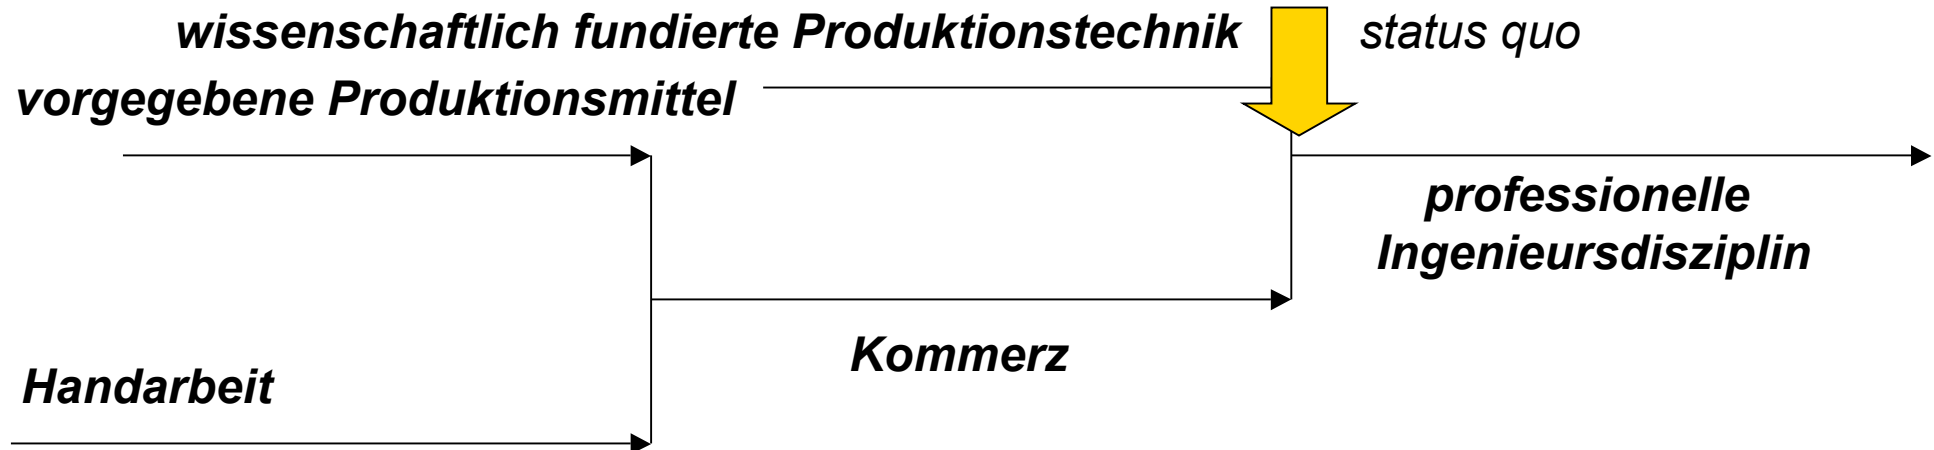 wissenschaftlich fundierte Produktionstechnik
status quo
vorgegebene Produktionsmittel
professionelle
Ingenieursdisziplin
Kommerz
Handarbeit